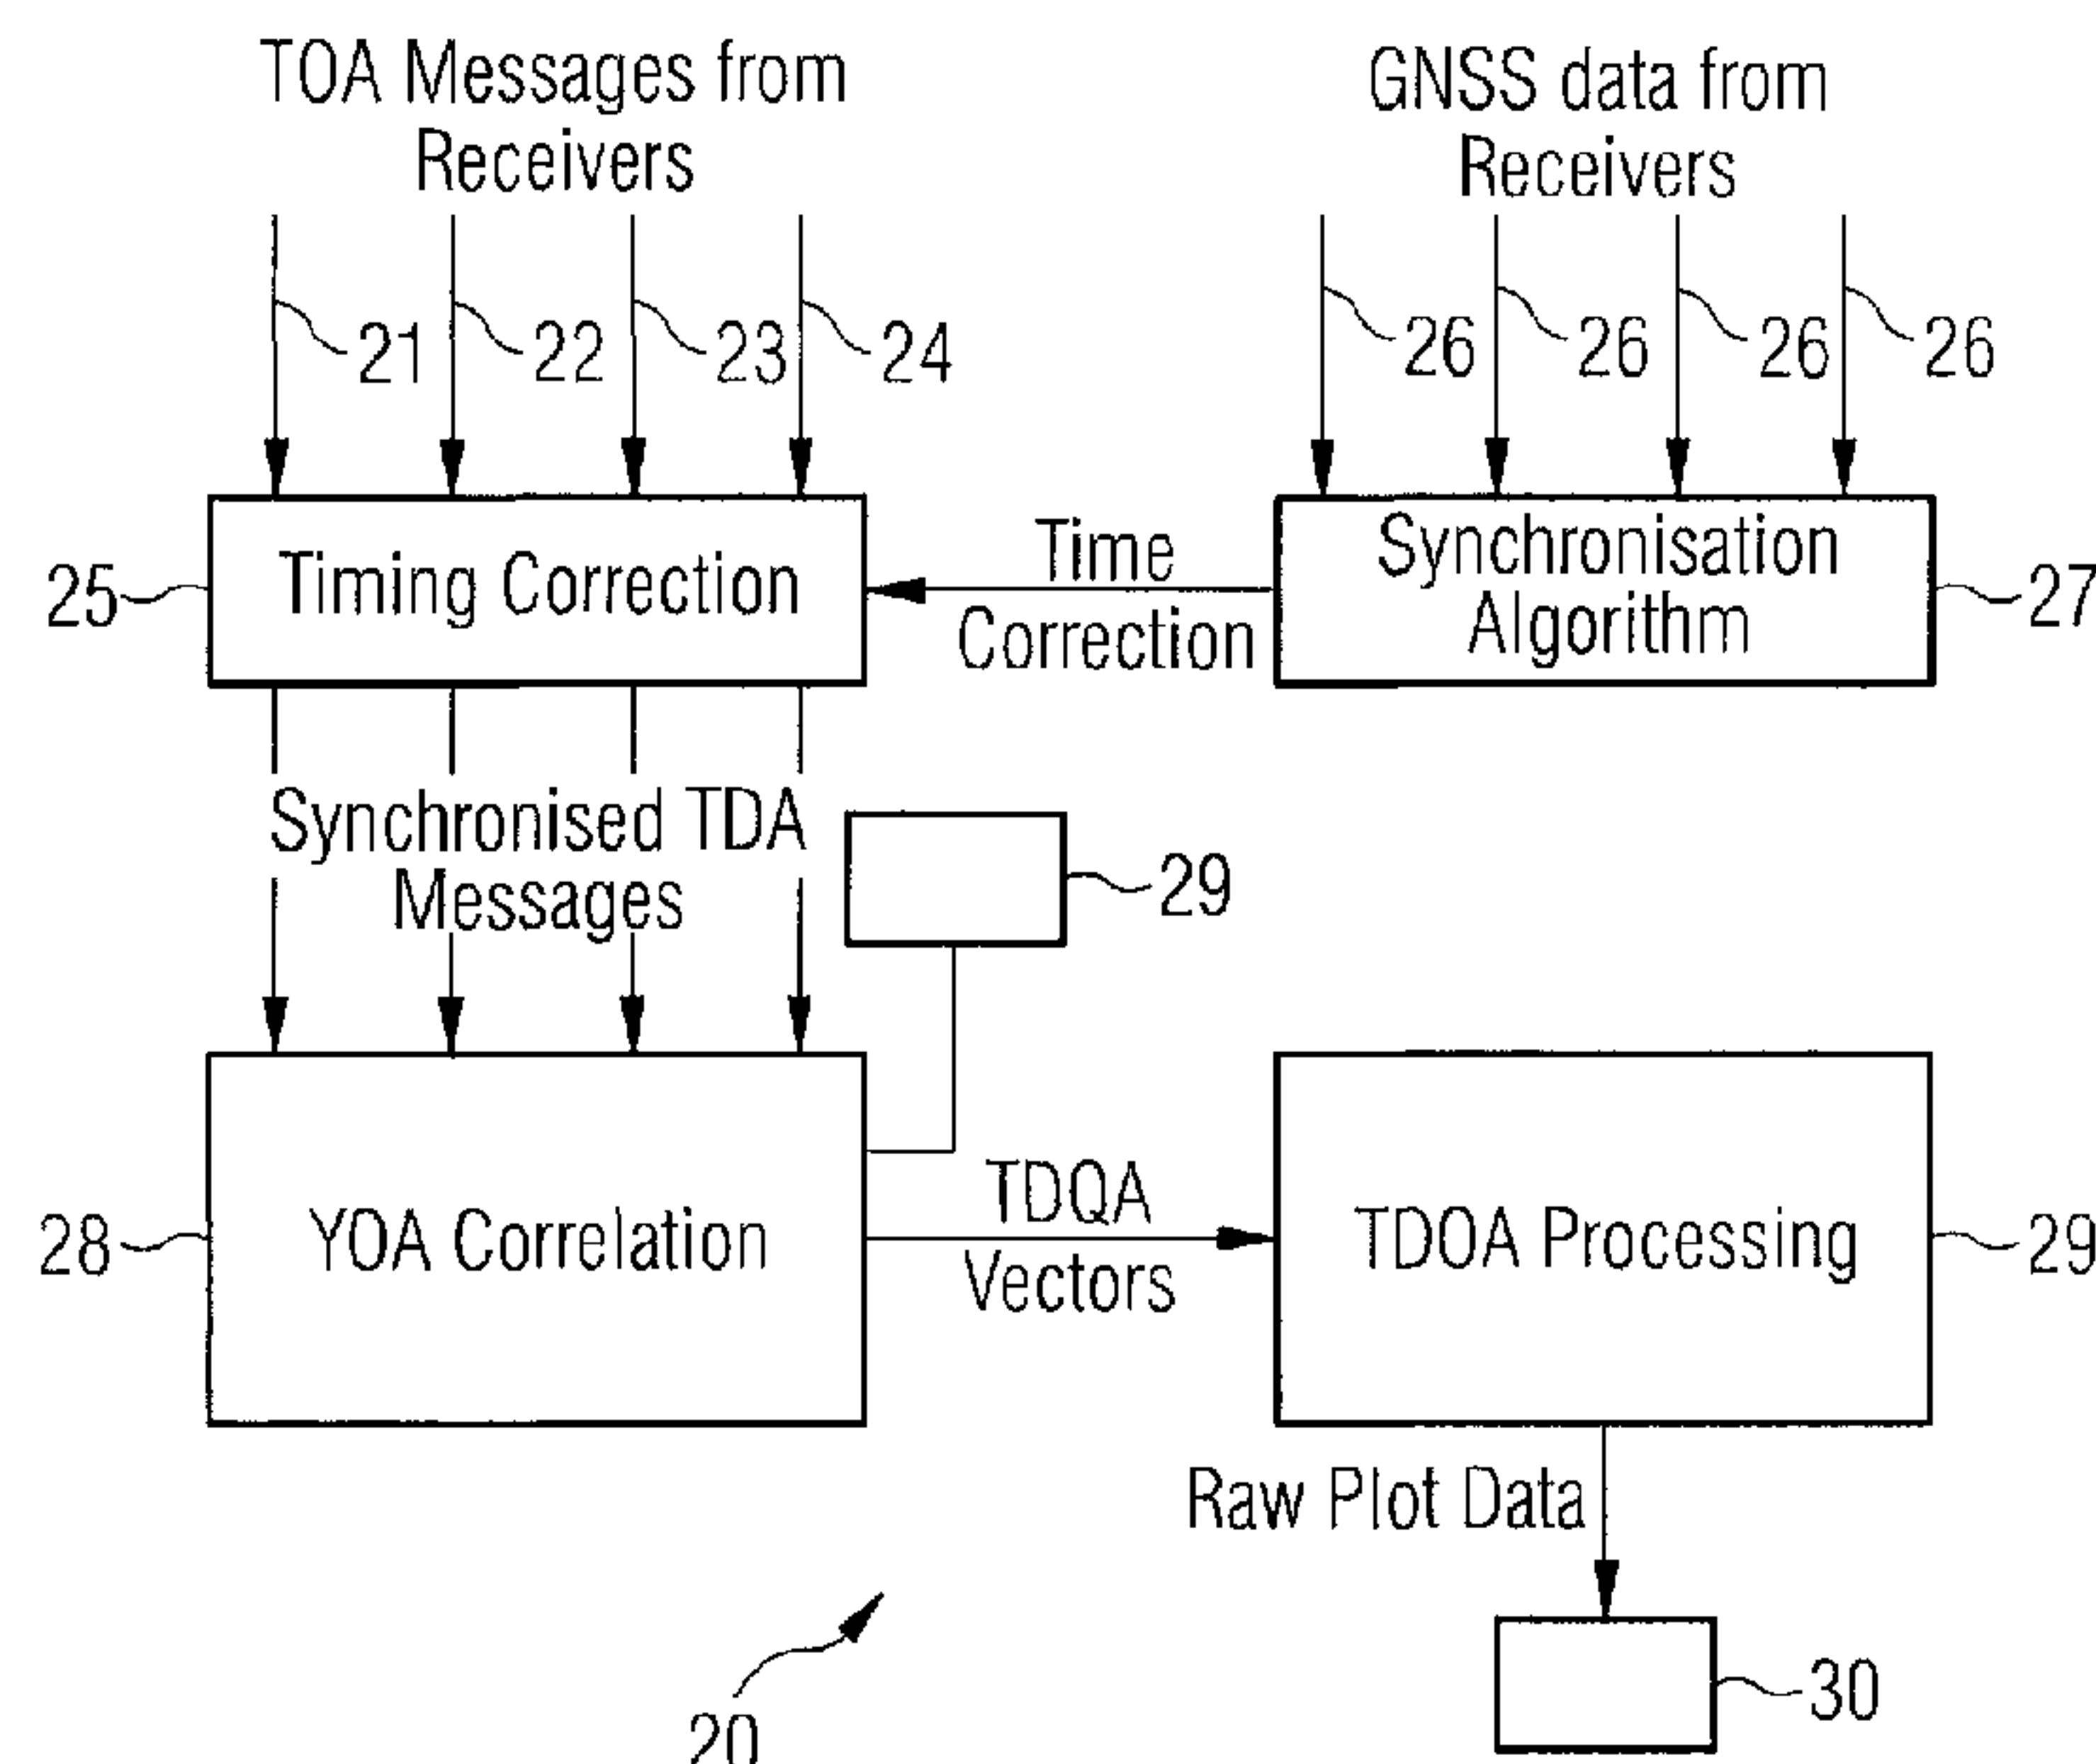 TOA Messages from
Receivers
GNSS data from
Receivers
21
22
23
24
26
26
26
26
25
Timing Correction
Time
Correction
Synchronisation
Algorithm
27
Synchronised TDA
Messages
29
28
YOA Correlation
TDQA
Vectors
TDOA Processing
29
Raw Plot Data
20
30